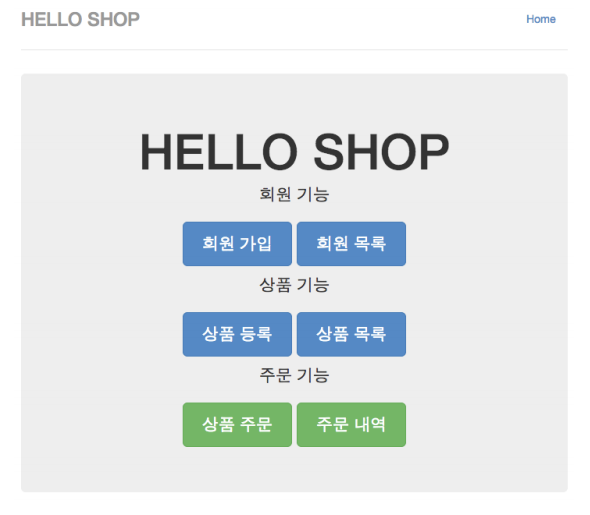 HELLO SHOP Home
HELLO SHOP
회원 기능
회원 가입 회원 목록
상품 기능
상품 등록 상품 목록
주문 기능
상품 주문 주문 내역